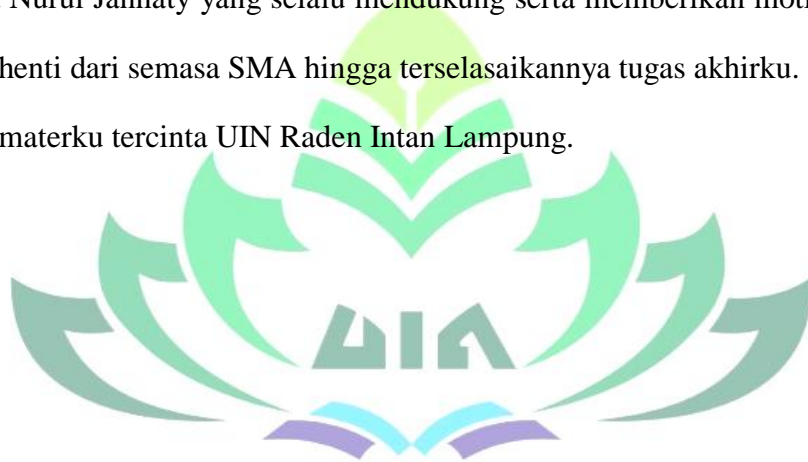 Nurul Jannaty yang selalu mendukung serta memberikan moti
henti dari semasa SMA hingga terselasaikannya tugas akhirku.
materku tercinta UIN Raden Intan Lampung.
UIN